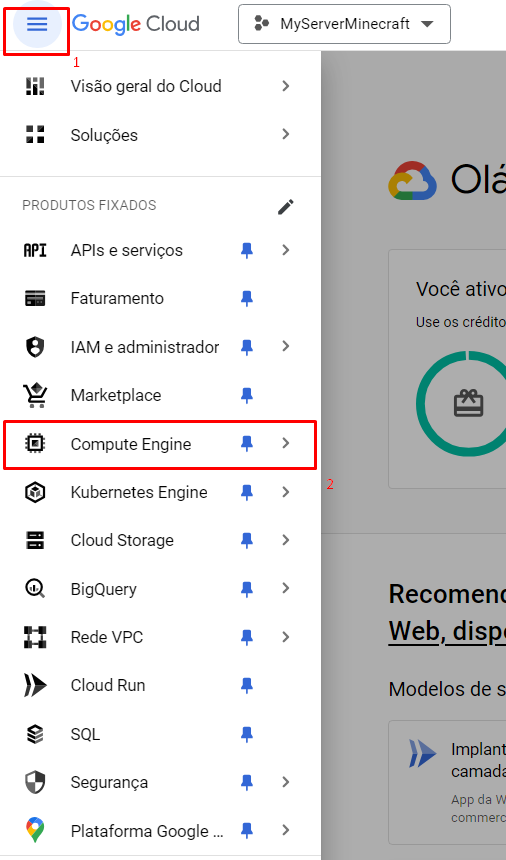 Google Cloud
MyServerMinecraft
1
Visão geral do Cloud
Soluções
PRODUTOS FIXADOS
API APIs e serviços
Faturamento
IAM e administrador
Marketplace
Compute Engine
2
Kubernetes Engine
Cloud Storage
BigQuery
Rede VPC
Cloud Run
SQL
Segurança
Plataforma Google ...
Olá
Você ativo
Use os crédito
Recomend
Web, dispo
Modelos de s
Implant
camada
App da W
commerc